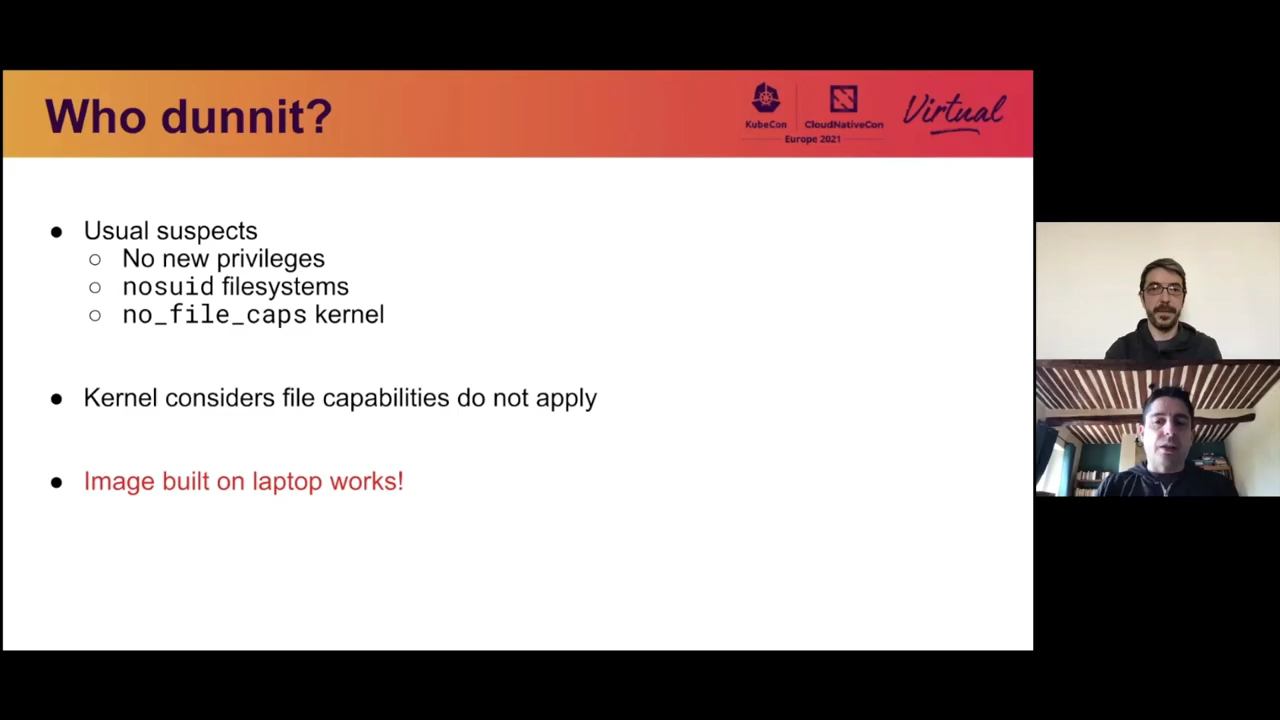 Who dunnit?
KubeCon
CloudNativeCon
Europe 2021
Virtual
● Usual suspects
○ No new privileges
○ nosuid filesystems
○ no_file_caps kernel
● Kernel considers file capabilities do not apply
● Image built on laptop works!